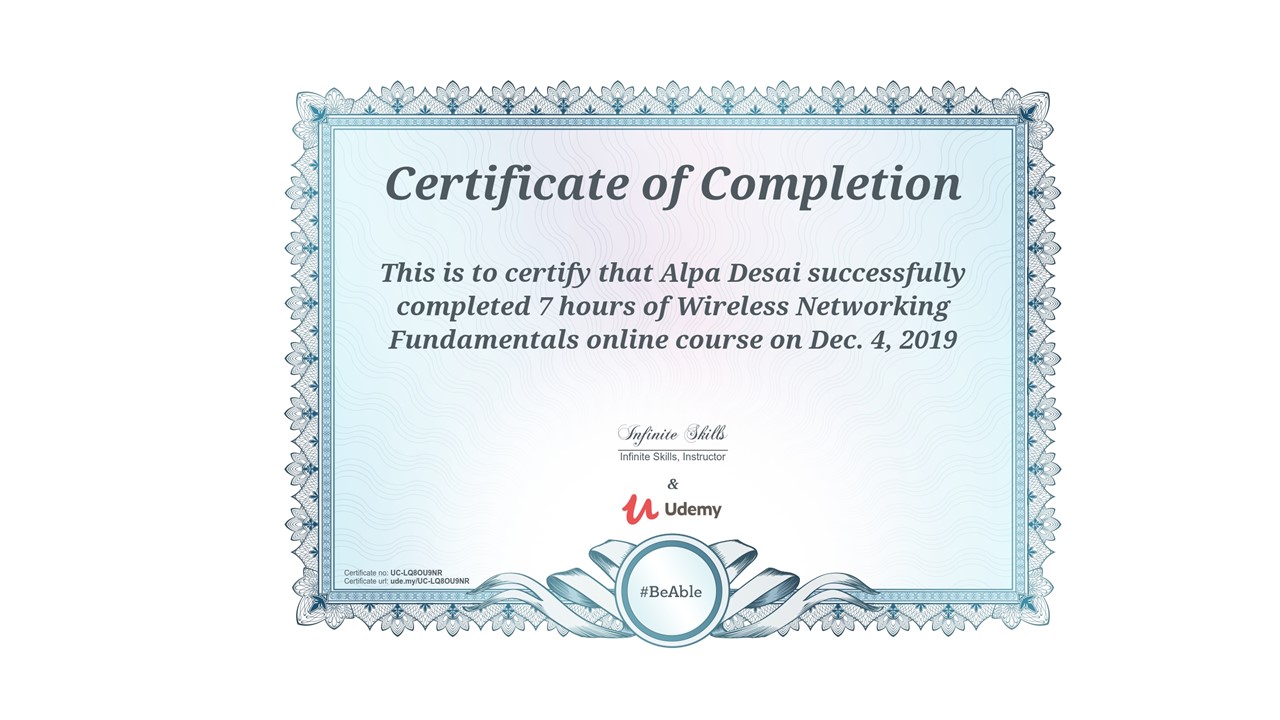 Certificate of Completion
This is to certify that Alpa Desai successfully
completed 7 hours of Wireless Networking
Fundamentals online course on Dec. 4, 2019
Infinite Skills
Infinite Skills, Instructor
&
Udemy
#BeAble
Certificate no: UC-LQ8OU9NR
Certificate url: ude.my/UC-LQ8OU9NR